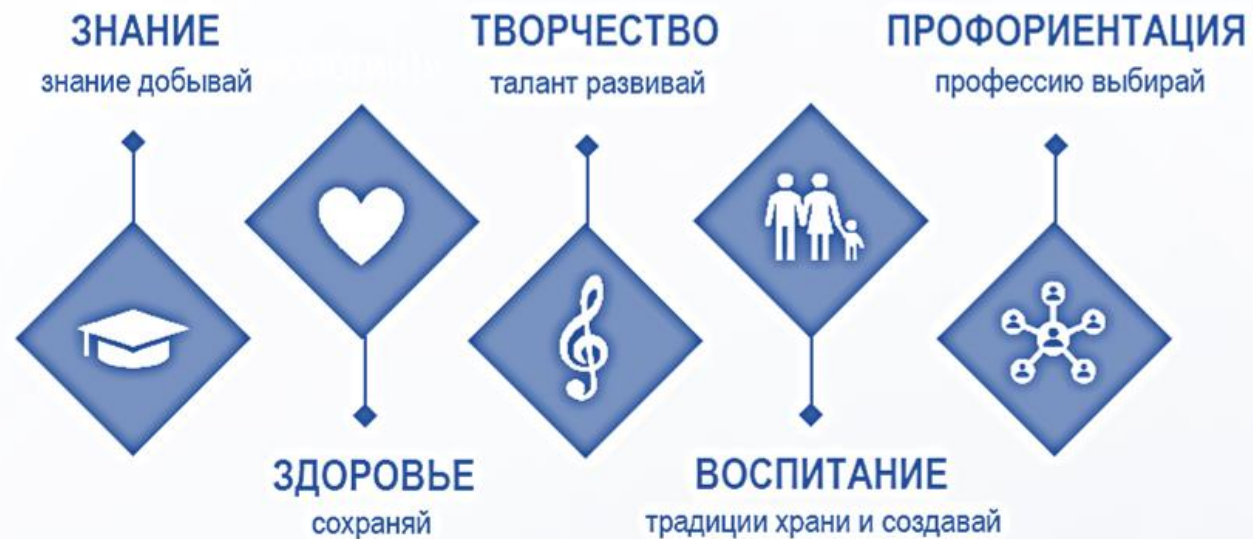 ЗНАНИЕ
знание добывай
ТВОРЧЕСТВО
талант развивай
ПРОФОРИЕНТАЦИЯ
профессию выбирай
ЗДОРОВЬЕ
сохраняй
ВОСПИТАНИЕ
традиции храни и создавай